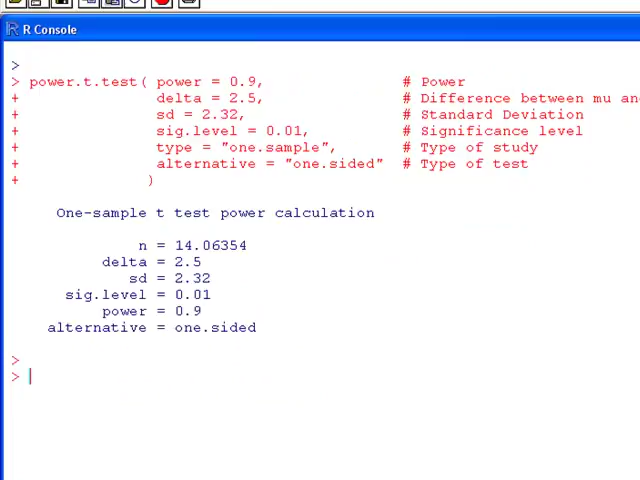 R Console
>
> power.t.test( power = 0.9, # Power
+ delta = 2.5, # Difference between mu
+ sd = 2.32, # Standard Deviation
+ sig.level = 0.01, # Significance level
+ type = "one.sample", # Type of study
+ alternative = "one.sided" # Type of test
+ )
One-sample t test power calculation
n = 14.06354
delta = 2.5
sd = 2.32
sig.level = 0.01
power = 0.9
alternative = one.sided
>
>